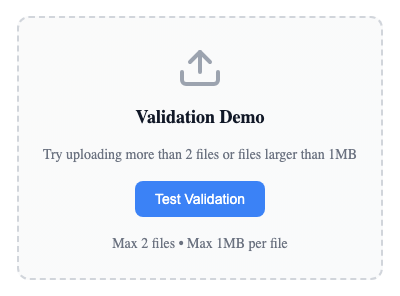 Validation Demo
Try uploading more than 2 files or files larger than 1MB
Test Validation
Max 2 files • Max 1MB per file